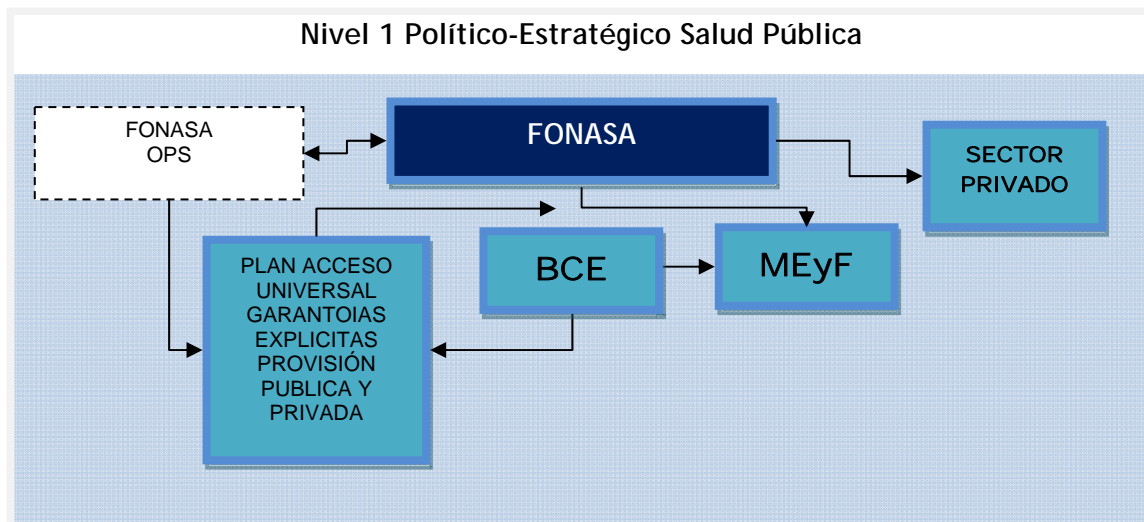 Nivel 1 Político-Estratégico Salud Pública
FONASA
OPS
FONASA
SECTOR
PRIVADO
PLAN ACCESO
UNIVERSAL
GARANTOIAS
EXPLICITAS
PROVISIÓN
PUBLICA Y
PRIVADA
BCE
MEyF